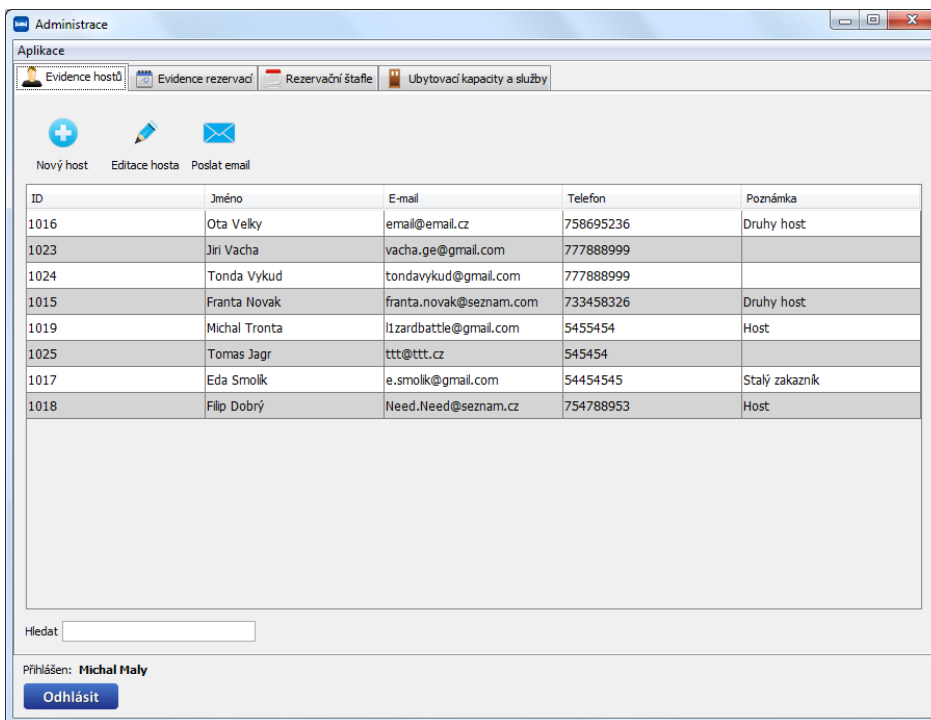 Administrace
Aplikace
Evidence hostů Evidence rezervací Rezervační štafle Ubytovací kapacity a služby
Nový host Editace hosta Poslat email
ID Jméno E-mail Telefon Poznámka
1016 Ota Velky email@email.cz 758695236 Druhy host
1023 Jiri Vacha vacha.ge@gmail.com 777888999
1024 Tonda Vykud tondavykud@gmail.com 777888999
1015 Franta Novak franta.novak@seznam.com 733458326 Druhy host
1019 Michal Tronta l1zardbattle@gmail.com 5455454 Host
1025 Tomas Jagr ttt@ttt.cz 545454
1017 Eda Smolík e.smolik@gmail.com 54454545 Stalý zakazník
1018 Filip Dobrý Need.Need@seznam.cz 754788953 Host
Hledat
Přihlášen: Michal Maly
Odhlásit